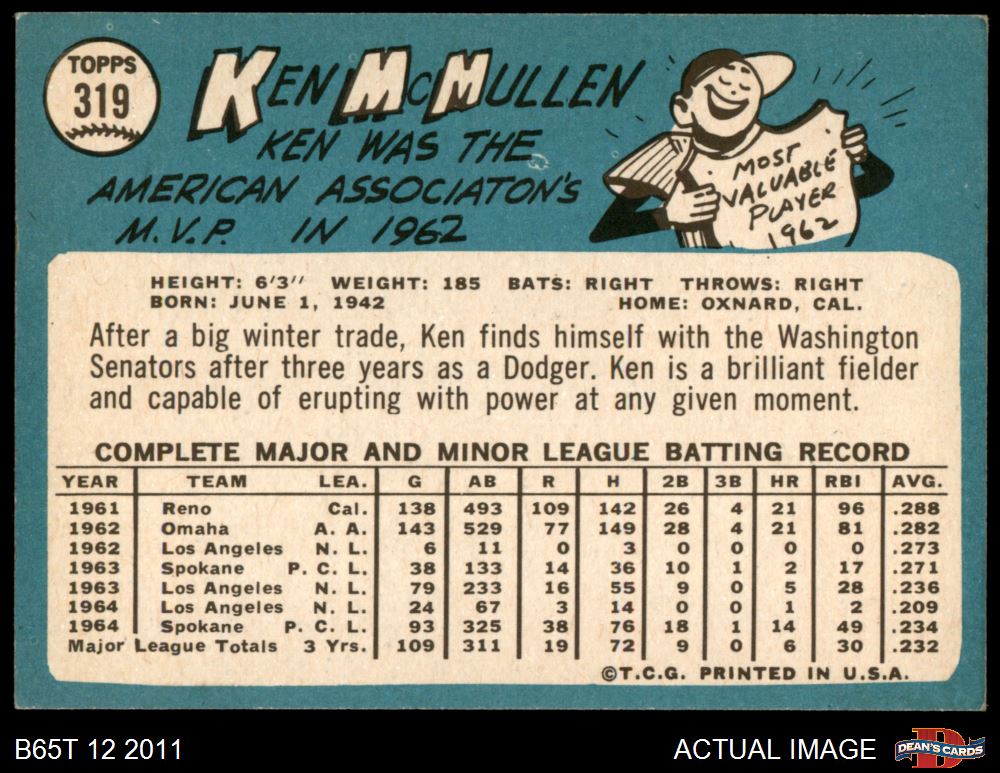 TOPPS
319
KEN McMULLEN
KEN WAS THE
AMERICAN ASSOCIATON'S
M.V.P. IN 1962
MOST
VALUABLE
PLAYER
1962
HEIGHT: 6'3" WEIGHT: 185 BATS: RIGHT THROWS: RIGHT
BORN: JUNE 1, 1942 HOME: OXNARD, CAL.
After a big winter trade, Ken finds himself with the Washington
Senators after three years as a Dodger. Ken is a brilliant fielder
and capable of erupting with power at any given moment.
COMPLETE MAJOR AND MINOR LEAGUE BATTING RECORD
YEAR TEAM LEA. G AB R H 2B 3B HR RBI AVG.
1961 Reno Cal. 138 493 109 142 26 4 21 96 .288
1962 Omaha A. A. 143 529 77 149 28 4 21 81 .282
1962 Los Angeles N. L. 6 11 0 3 0 0 0 0 .273
1963 Spokane P. C. L. 38 133 14 36 10 1 2 17 .271
1963 Los Angeles N. L. 79 233 16 55 9 0 5 28 .236
1964 Los Angeles N. L. 24 67 3 14 0 0 1 2 .209
1964 Spokane P. C. L. 93 325 38 76 18 1 14 49 .234
Major League Totals 3 Yrs. 109 311 19 72 9 0 6 30 .232
©T.C.G. PRINTED IN U.S.A.
B65T 12 2011 ACTUAL IMAGE
DEAN'S CARDS